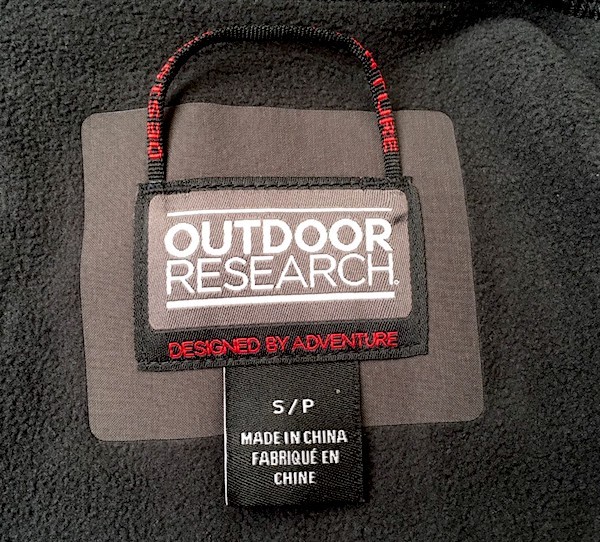 OUTDOOR
RESEARCH®
DESIGNED BY ADVENTURE
S/P
MADE IN CHINA
FABRIQUÉ EN
CHINE